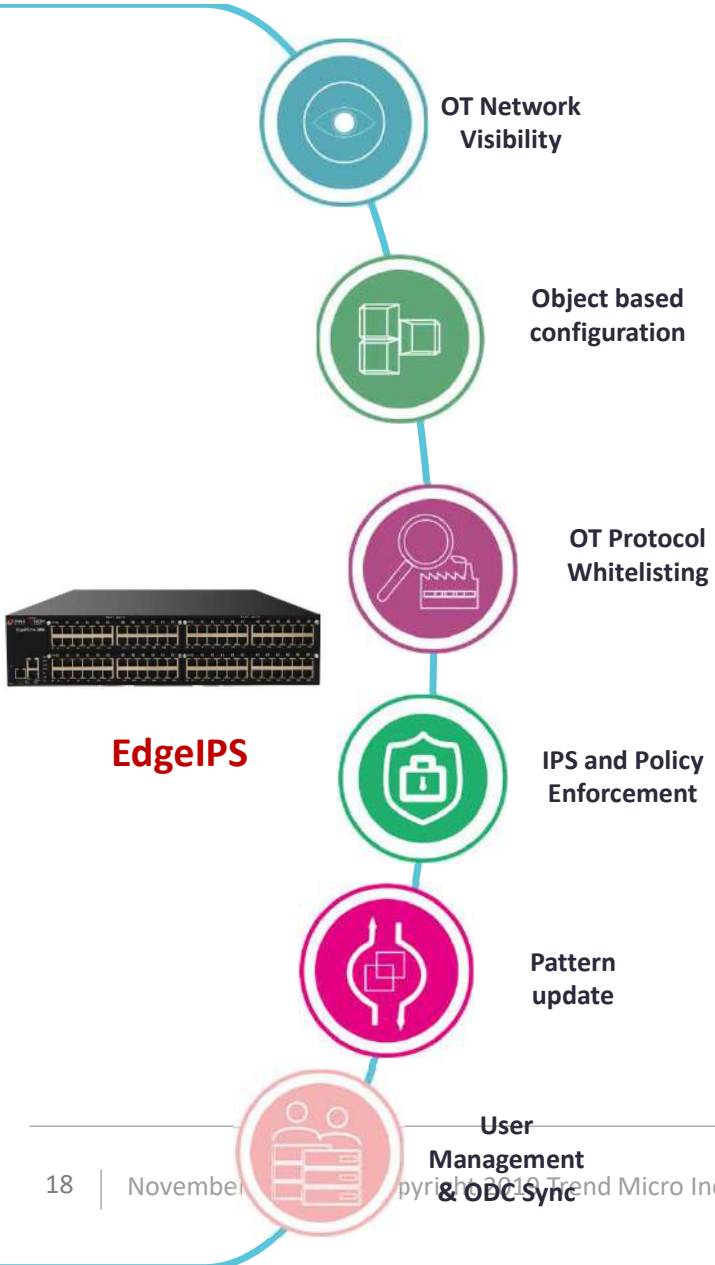 OT Network
Visibility
Object based
configuration
OT Protocol
Whitelisting
EdgeIPS
IPS and Policy
Enforcement
Pattern
update
User
Management
& ODC Sync
18
2019 Trend Micro Inc